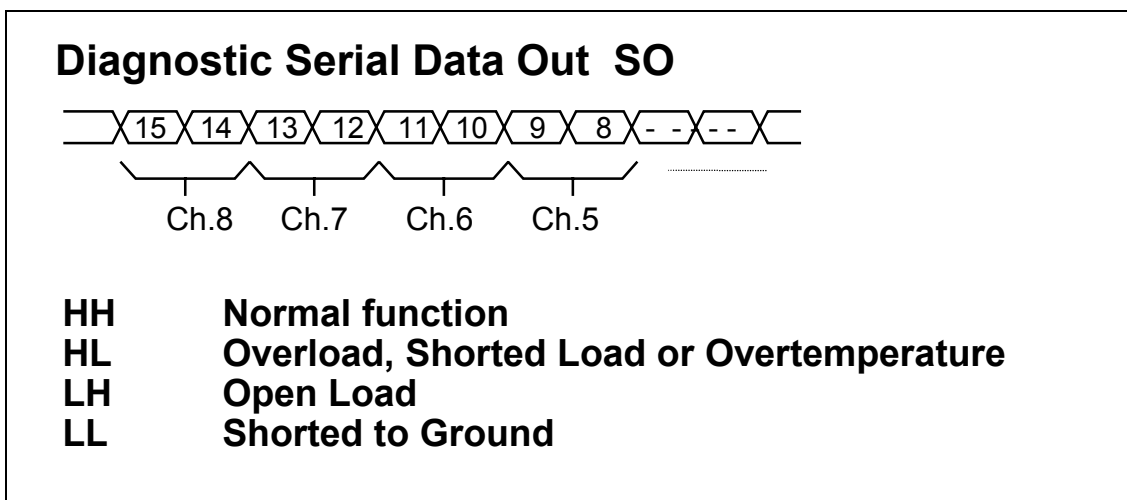 Diagnostic Serial Data Out SO
15 14 13 12 11 10 9 8 - - - -
Ch.8 Ch.7 Ch.6 Ch.5
HH Normal function
HL Overload, Shorted Load or Overtemperature
LH Open Load
LL Shorted to Ground